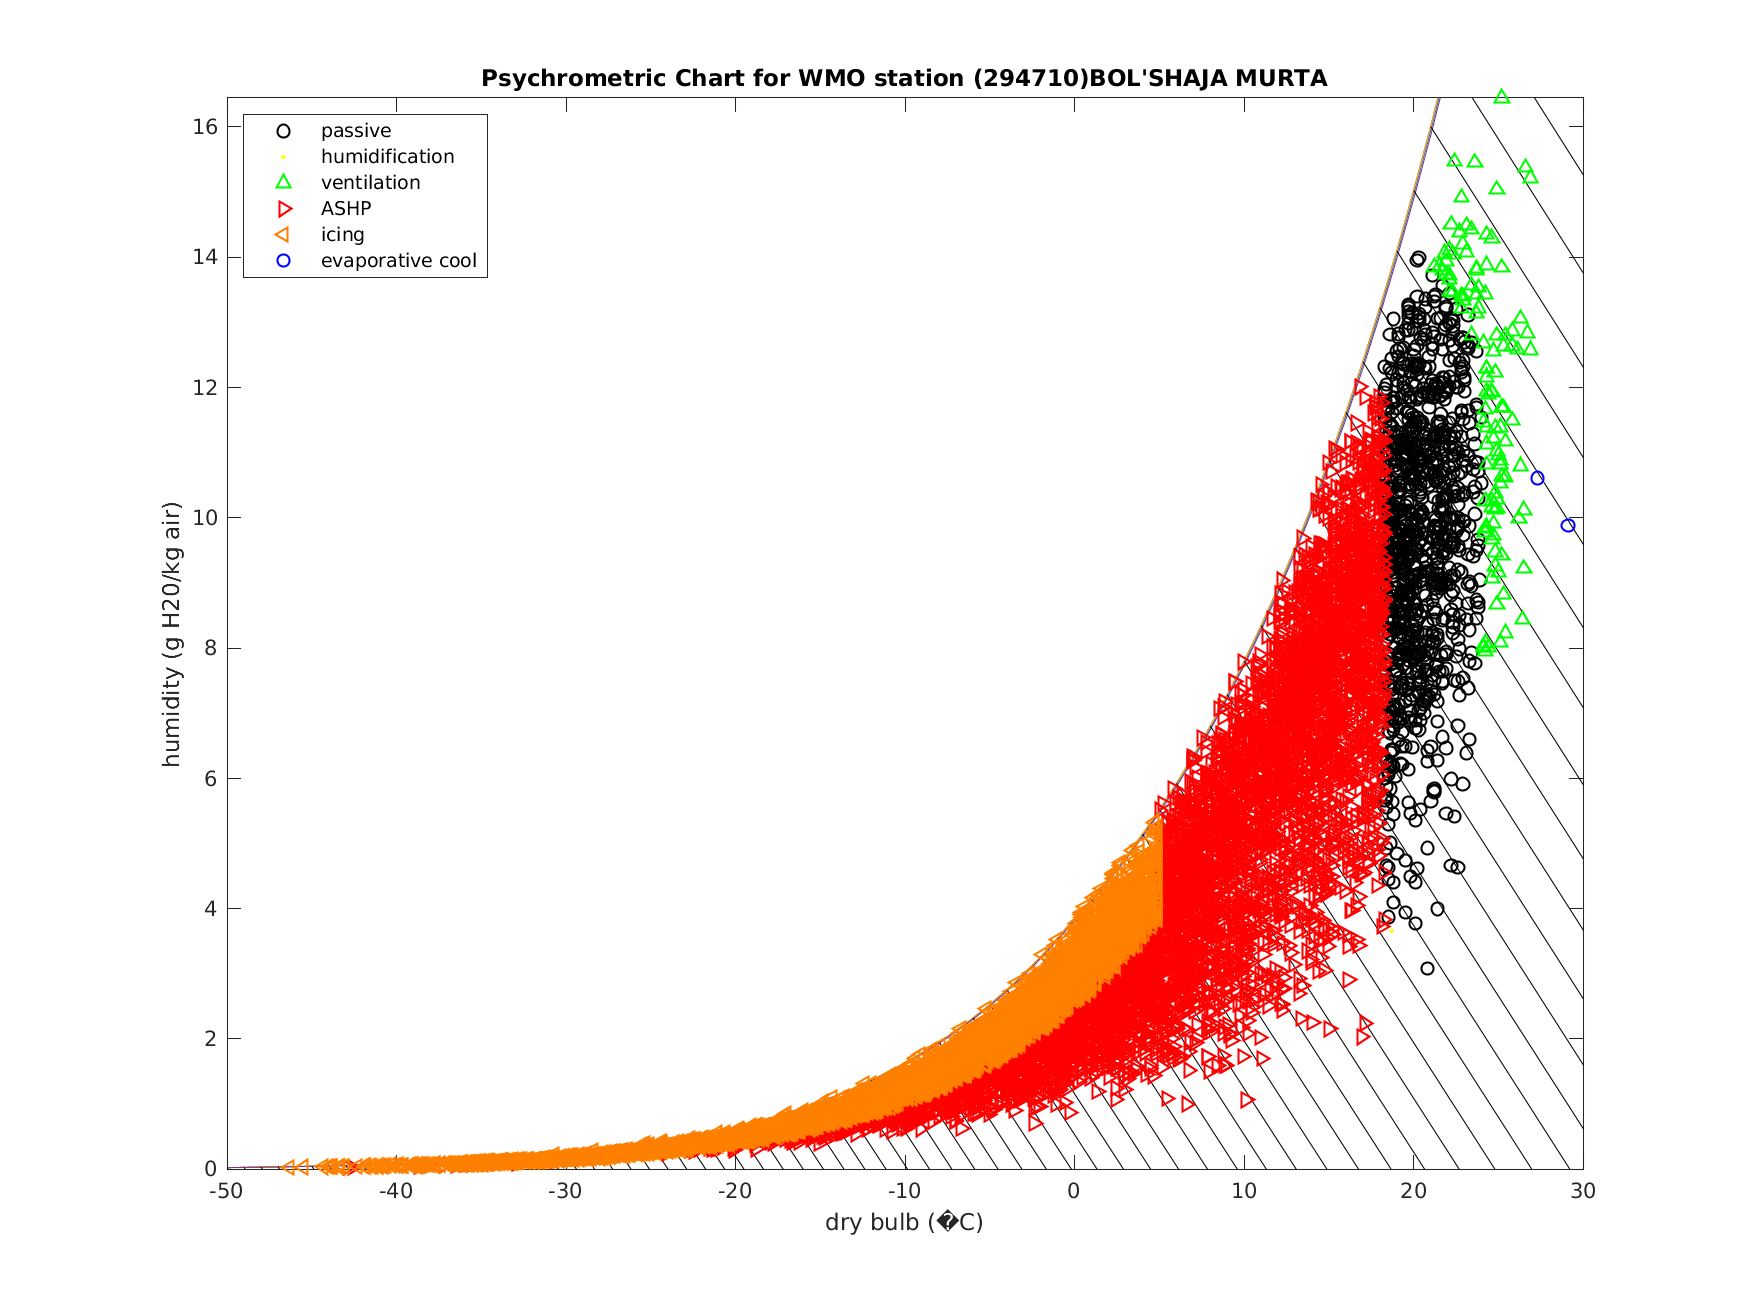 Psychrometric Chart for WMO station (294710)BOL'SHAJA MURTA
passive
humidification
ventilation
ASHP
icing
evaporative cool
humidity (g H20/kg air)
16
14
12
10
8
6
4
2
0
-50 -40 -30 -20 -10 0 10 20 30
dry bulb (�C)